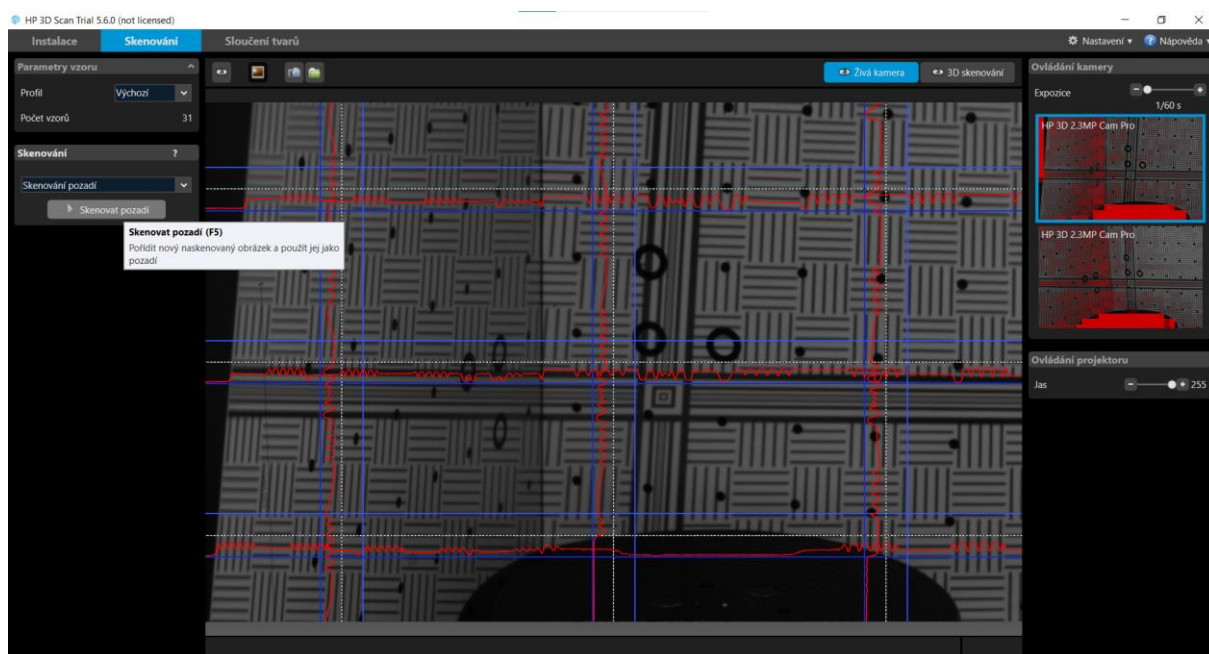 HP 3D Scan Trial 5.6.0 (not licensed)
Instalace
Skenování
Sloučení tvarů
Nastavení
Nápověda
Parametry vzoru
Profil
Výchozí
Počet vzorů
31
Skenování
?
Skenování pozadí
Skenovat pozadí
Skenovat pozadí (F5)
Pořídit nový naskenovaný obrázek a použít jej jako
pozadí
Živá kamera
3D skenování
Ovládání kamery
Expozice
1/60 s
HP 3D 2.3MP Cam Pro
HP 3D 2.3MP Cam Pro
Ovládání projektoru
Jas
255